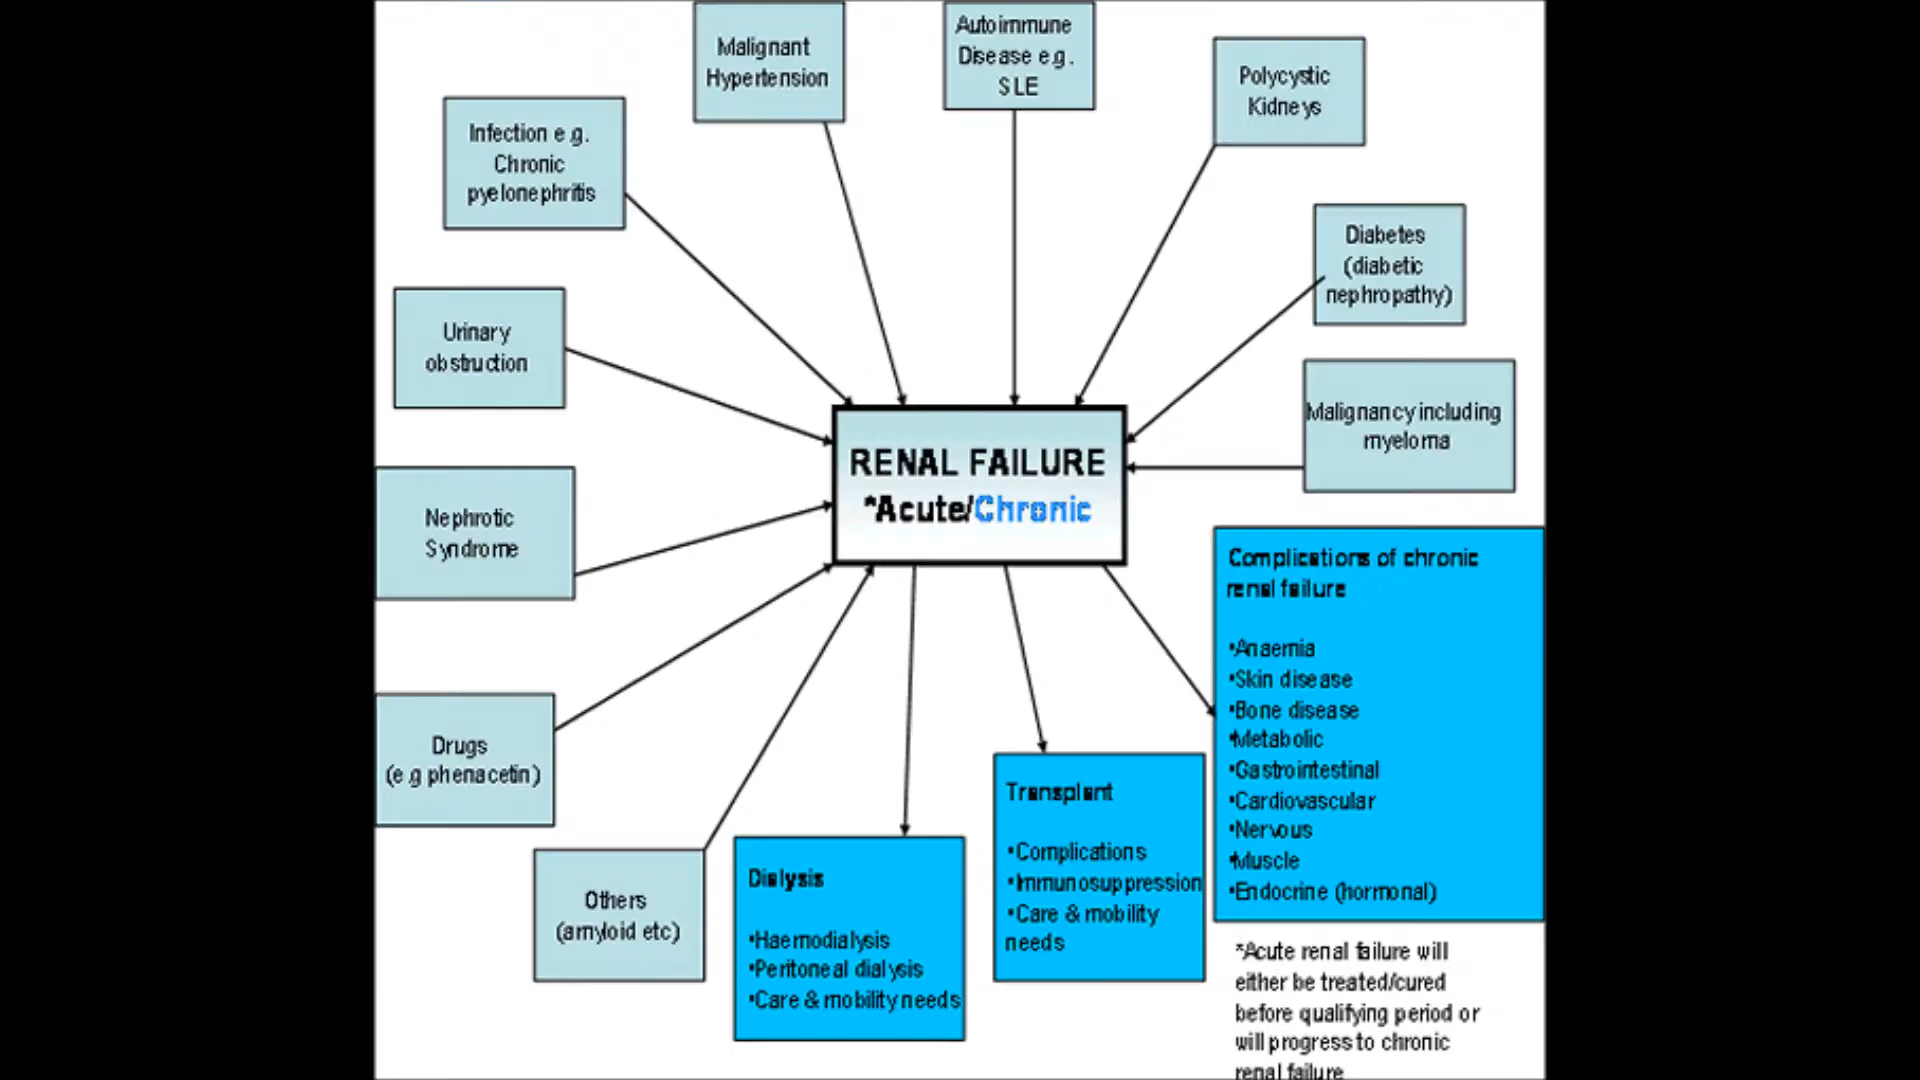 Malignant
Hypertension
Autoimmune
Disease e.g.
SLE
Polycystic
Kidneys
Infection e.g.
Chronic
pyelonephritis
Diabetes
(diabetic
nephropathy)
Urinary
obstruction
Malignancy including
myeloma
RENAL FAILURE
*Acute/Chronic
Nephrotic
Syndrome
Drugs
(e.g phenacetin)
Others
(amyloid etc)
Dialysis
•Haemodialysis
•Peritoneal dialysis
•Care & mobility needs
Transplant
•Complications
•Immunosuppression
•Care & mobility
needs
Complications of chronic
renal failure
•Anaemia
•Skin disease
•Bone disease
•Metabolic
•Gastrointestinal
•Cardiovascular
•Nervous
•Muscle
•Endocrine (hormonal)
*Acute renal failure will
either be treated/cured
before qualifying period or
will progress to chronic
renal failure